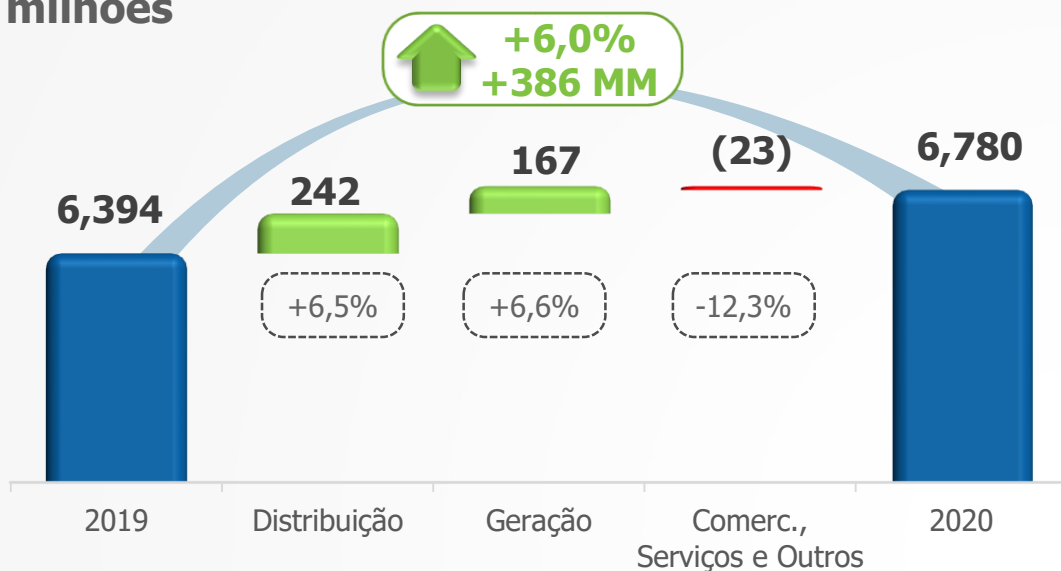 milhões
+6,0%
+386 MM
6,394
242
167
(23)
6,780
+6,5%
+6,6%
-12,3%
2019
Distribuição
Geração
Comerc.,
Serviços e Outros
2020